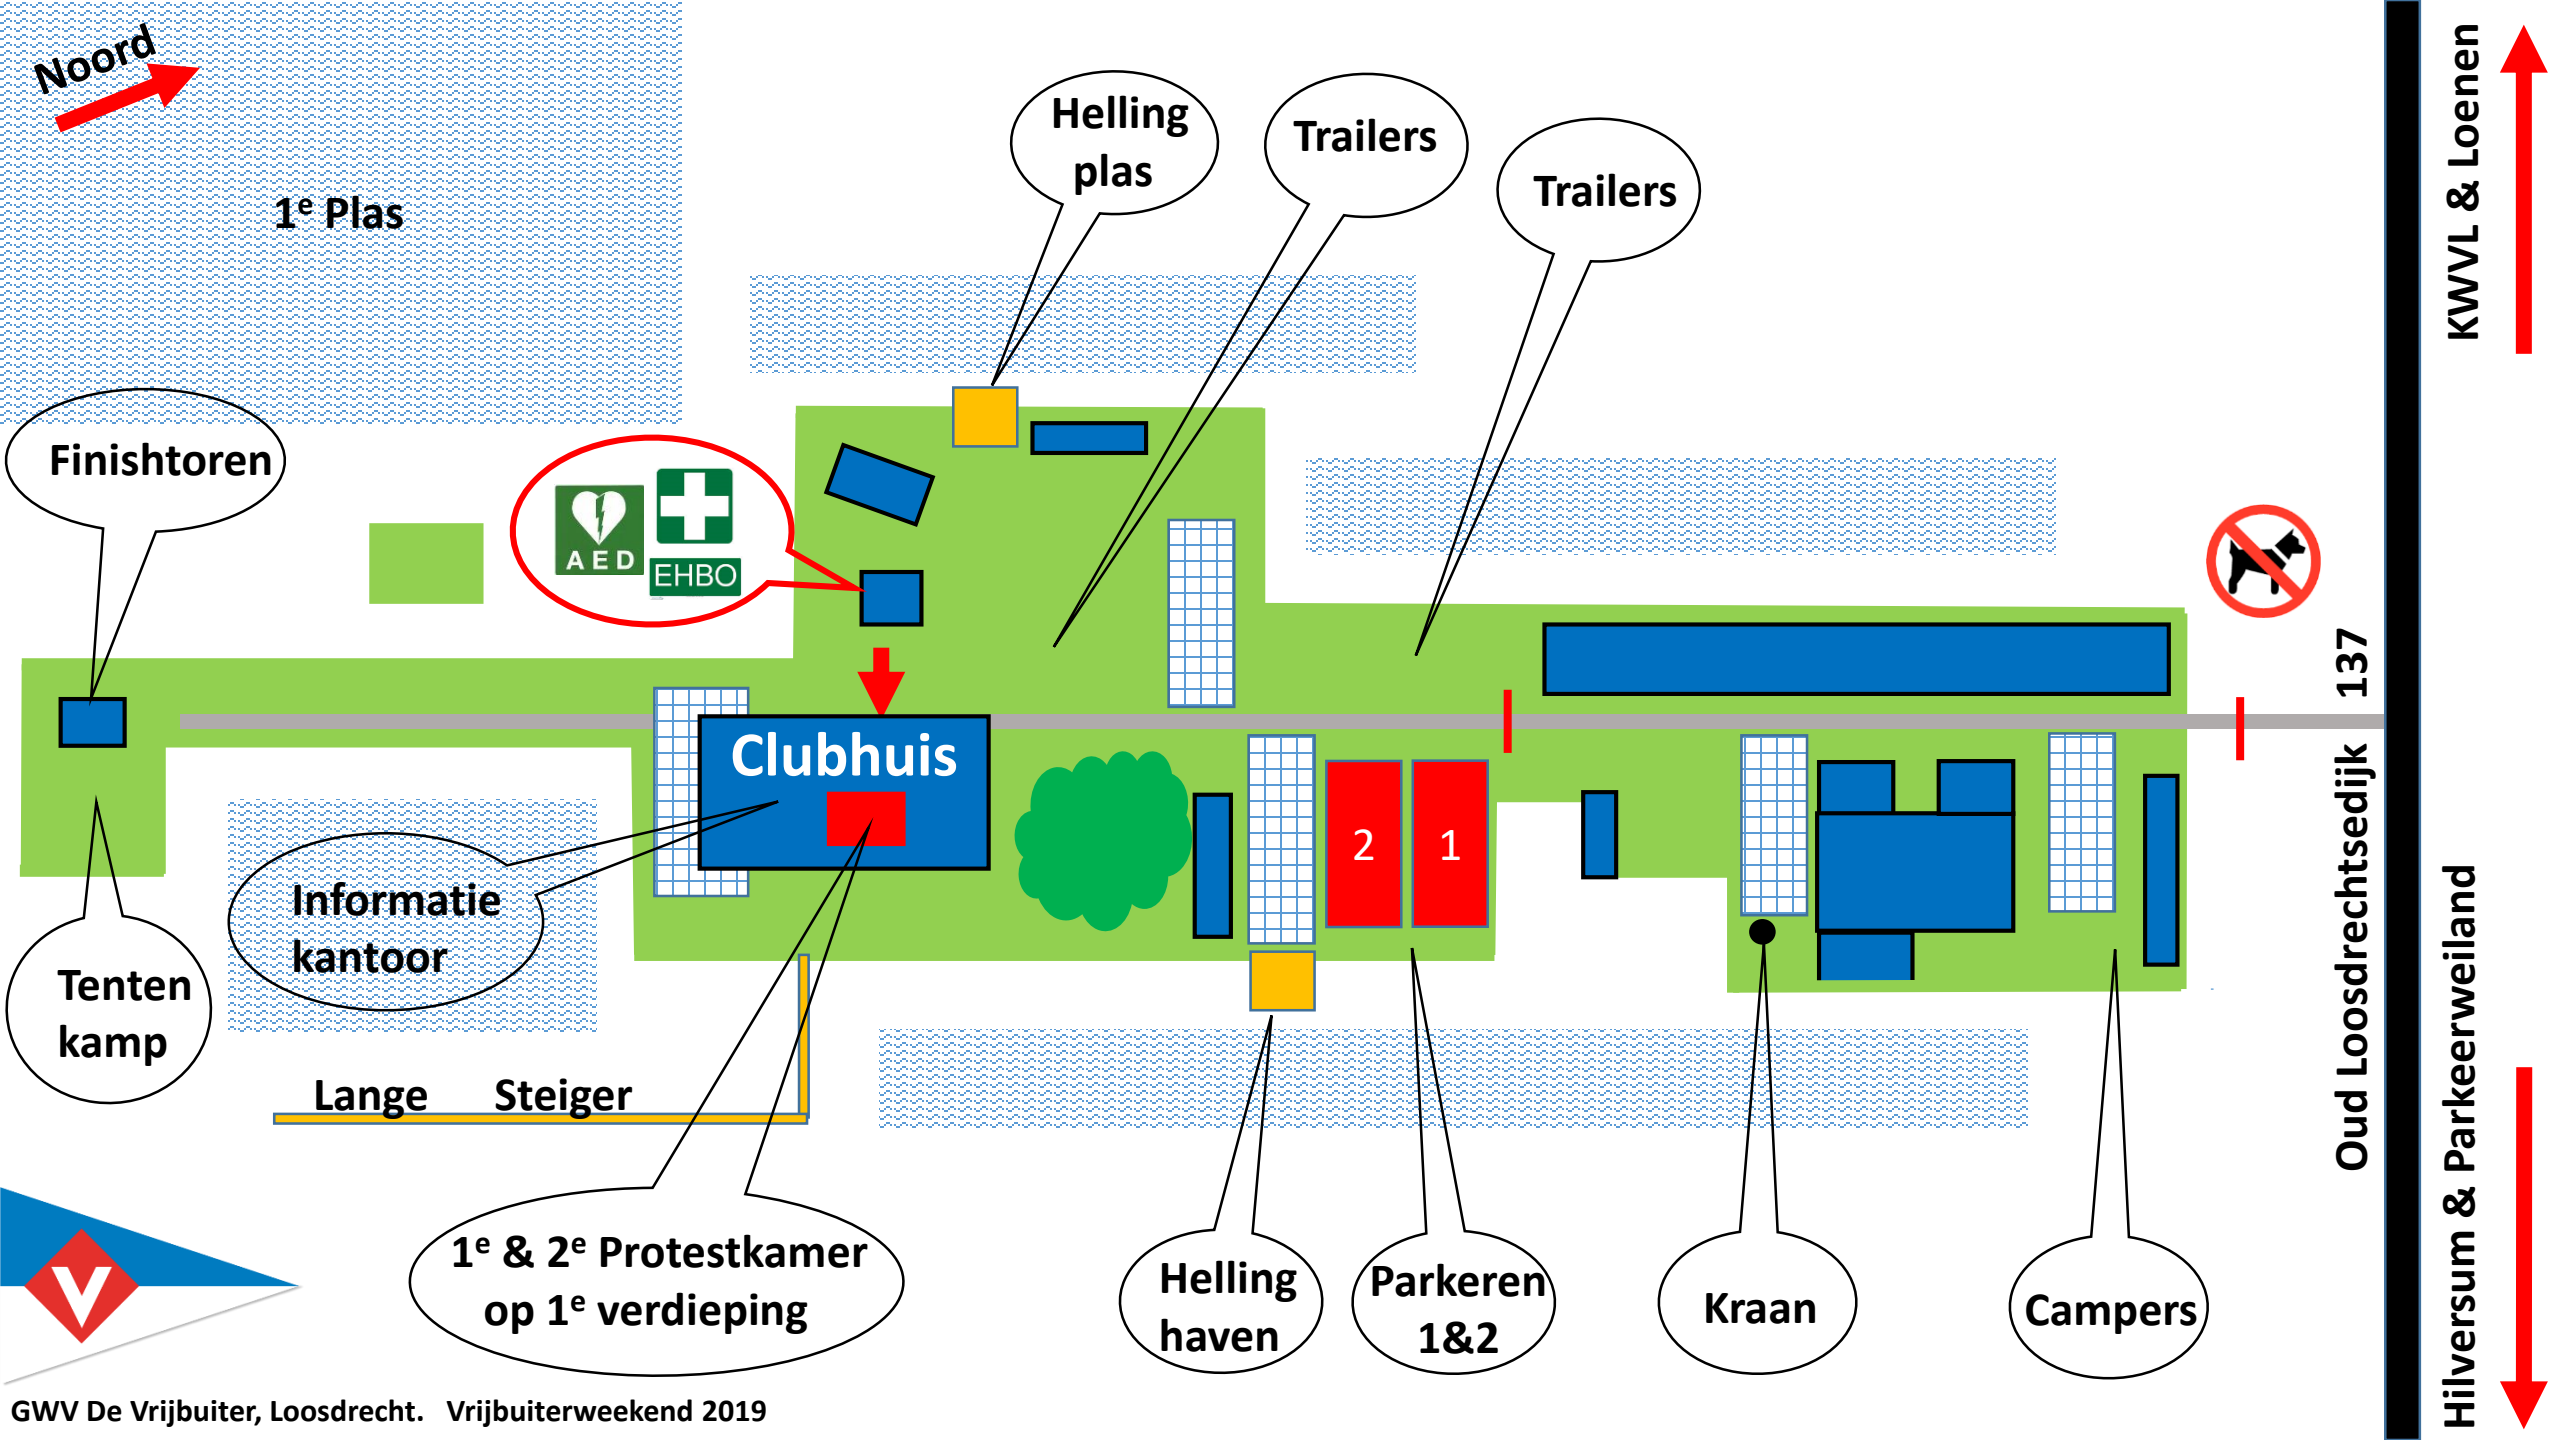 Noord
1e Plas
Helling
plas
Trailers
Trailers
KWVL & Loenen
Finishtoren
AED
EHBO
137
Clubhuis
2
1
Informatie
kantoor
Tenten
kamp
Lange Steiger
Oud Loosdrechtsedijk
Hilversum & Parkeerweiland
1e & 2e Protestkamer
op 1e verdieping
Helling
haven
Parkeren
1&2
Kraan
Campers
V
GWV De Vrijbuiter, Loosdrecht. Vrijbuiterweekend 2019